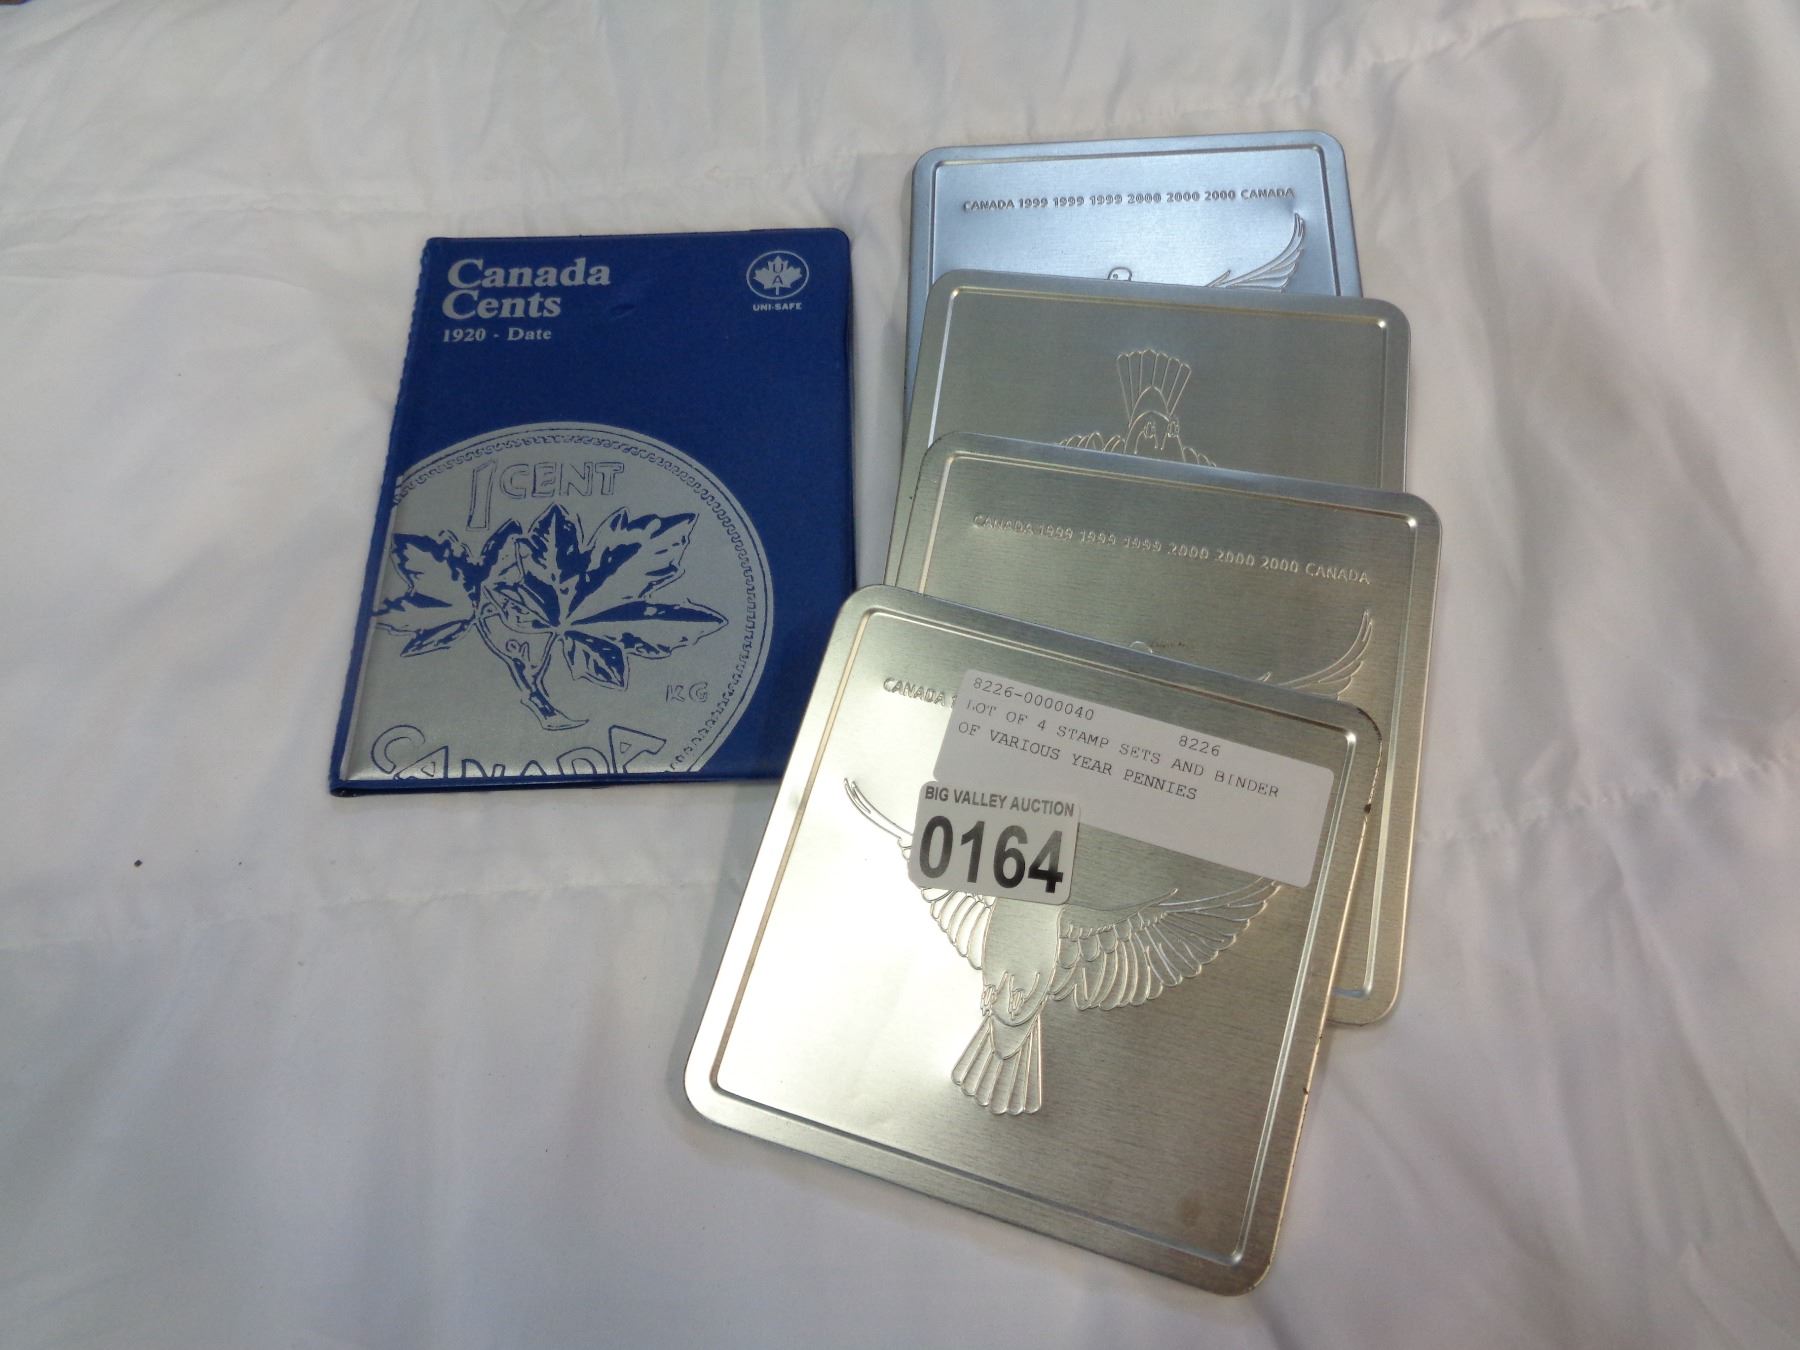 Canada
Cents
1920 - Date
UA
UNI-SAFE
1 CENT
KG
CANADA
CANADA 1999 1999 1999 2000 2000 2000 CANADA
CANADA 1999 1999 1999 2000 2000 2000 CANADA
CANADA
8226-0000040 8226
LOT OF 4 STAMP SETS AND BINDER
OF VARIOUS YEAR PENNIES
BIG VALLEY AUCTION
0164